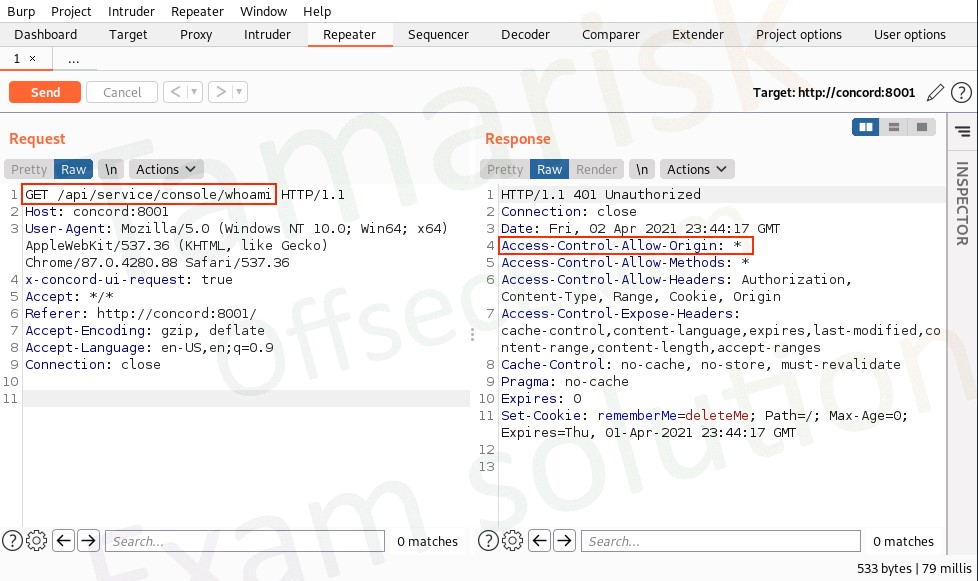 Burp Project Intruder Repeater Window Help
Dashboard Target Proxy Intruder Repeater Sequencer Decoder Comparer Extender Project options User options
1 × ...
Send Cancel < > Target: http://concord:8001 ?
Request
Pretty Raw \n Actions
1 GET /api/service/console/whoami HTTP/1.1
2 Host: concord:8001
3 User-Agent: Mozilla/5.0 (Windows NT 10.0; Win64; x64)
AppleWebKit/537.36 (KHTML, like Gecko)
Chrome/87.0.4280.88 Safari/537.36
4 x-concord-ui-request: true
5 Accept: */*
6 Referer: http://concord:8001/
7 Accept-Encoding: gzip, deflate
8 Accept-Language: en-US,en;q=0.9
9 Connection: close
10
11
? Search... 0 matches
Response
Pretty Raw Render \n Actions
1 HTTP/1.1 401 Unauthorized
2 Connection: close
3 Date: Fri, 02 Apr 2021 23:44:17 GMT
4 Access-Control-Allow-Origin: *
5 Access-Control-Allow-Methods: *
6 Access-Control-Allow-Headers: Authorization,
Content-Type, Range, Cookie, Origin
7 Access-Control-Expose-Headers:
cache-control,content-language,expires,last-modified,co
ntent-range,content-length,accept-ranges
8 Cache-Control: no-cache, no-store, must-revalidate
9 Pragma: no-cache
10 Expires: 0
11 Set-Cookie: rememberMe=deleteMe; Path=/; Max-Age=0;
Expires=Thu, 01-Apr-2021 23:44:17 GMT
12
13
? Search... 0 matches
INSPECTOR
533 bytes | 79 millis
Tamarisk
Offsec
Exam solution